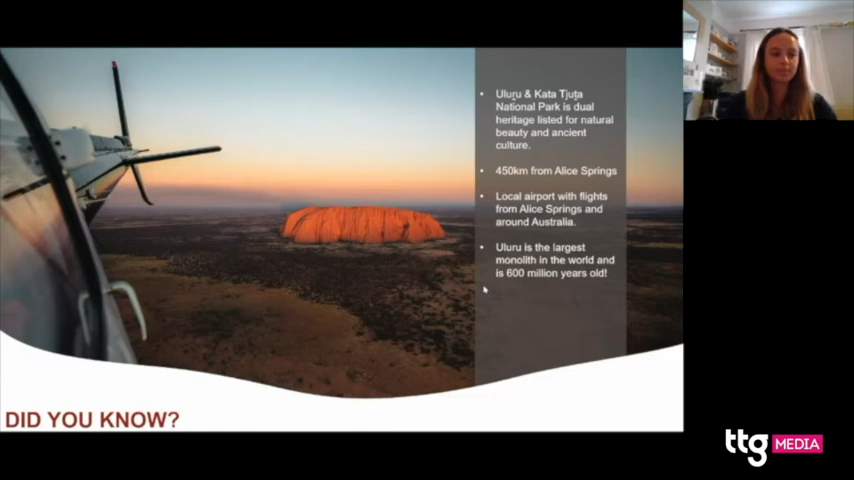 • Uluṟu & Kata Tjuṯa
National Park is dual
heritage listed for natural
beauty and ancient
culture.
• 450km from Alice Springs
• Local airport with flights
from Alice Springs and
around Australia.
• Uluru is the largest
monolith in the world and
is 600 million years old!
DID YOU KNOW?
ttg MEDIA